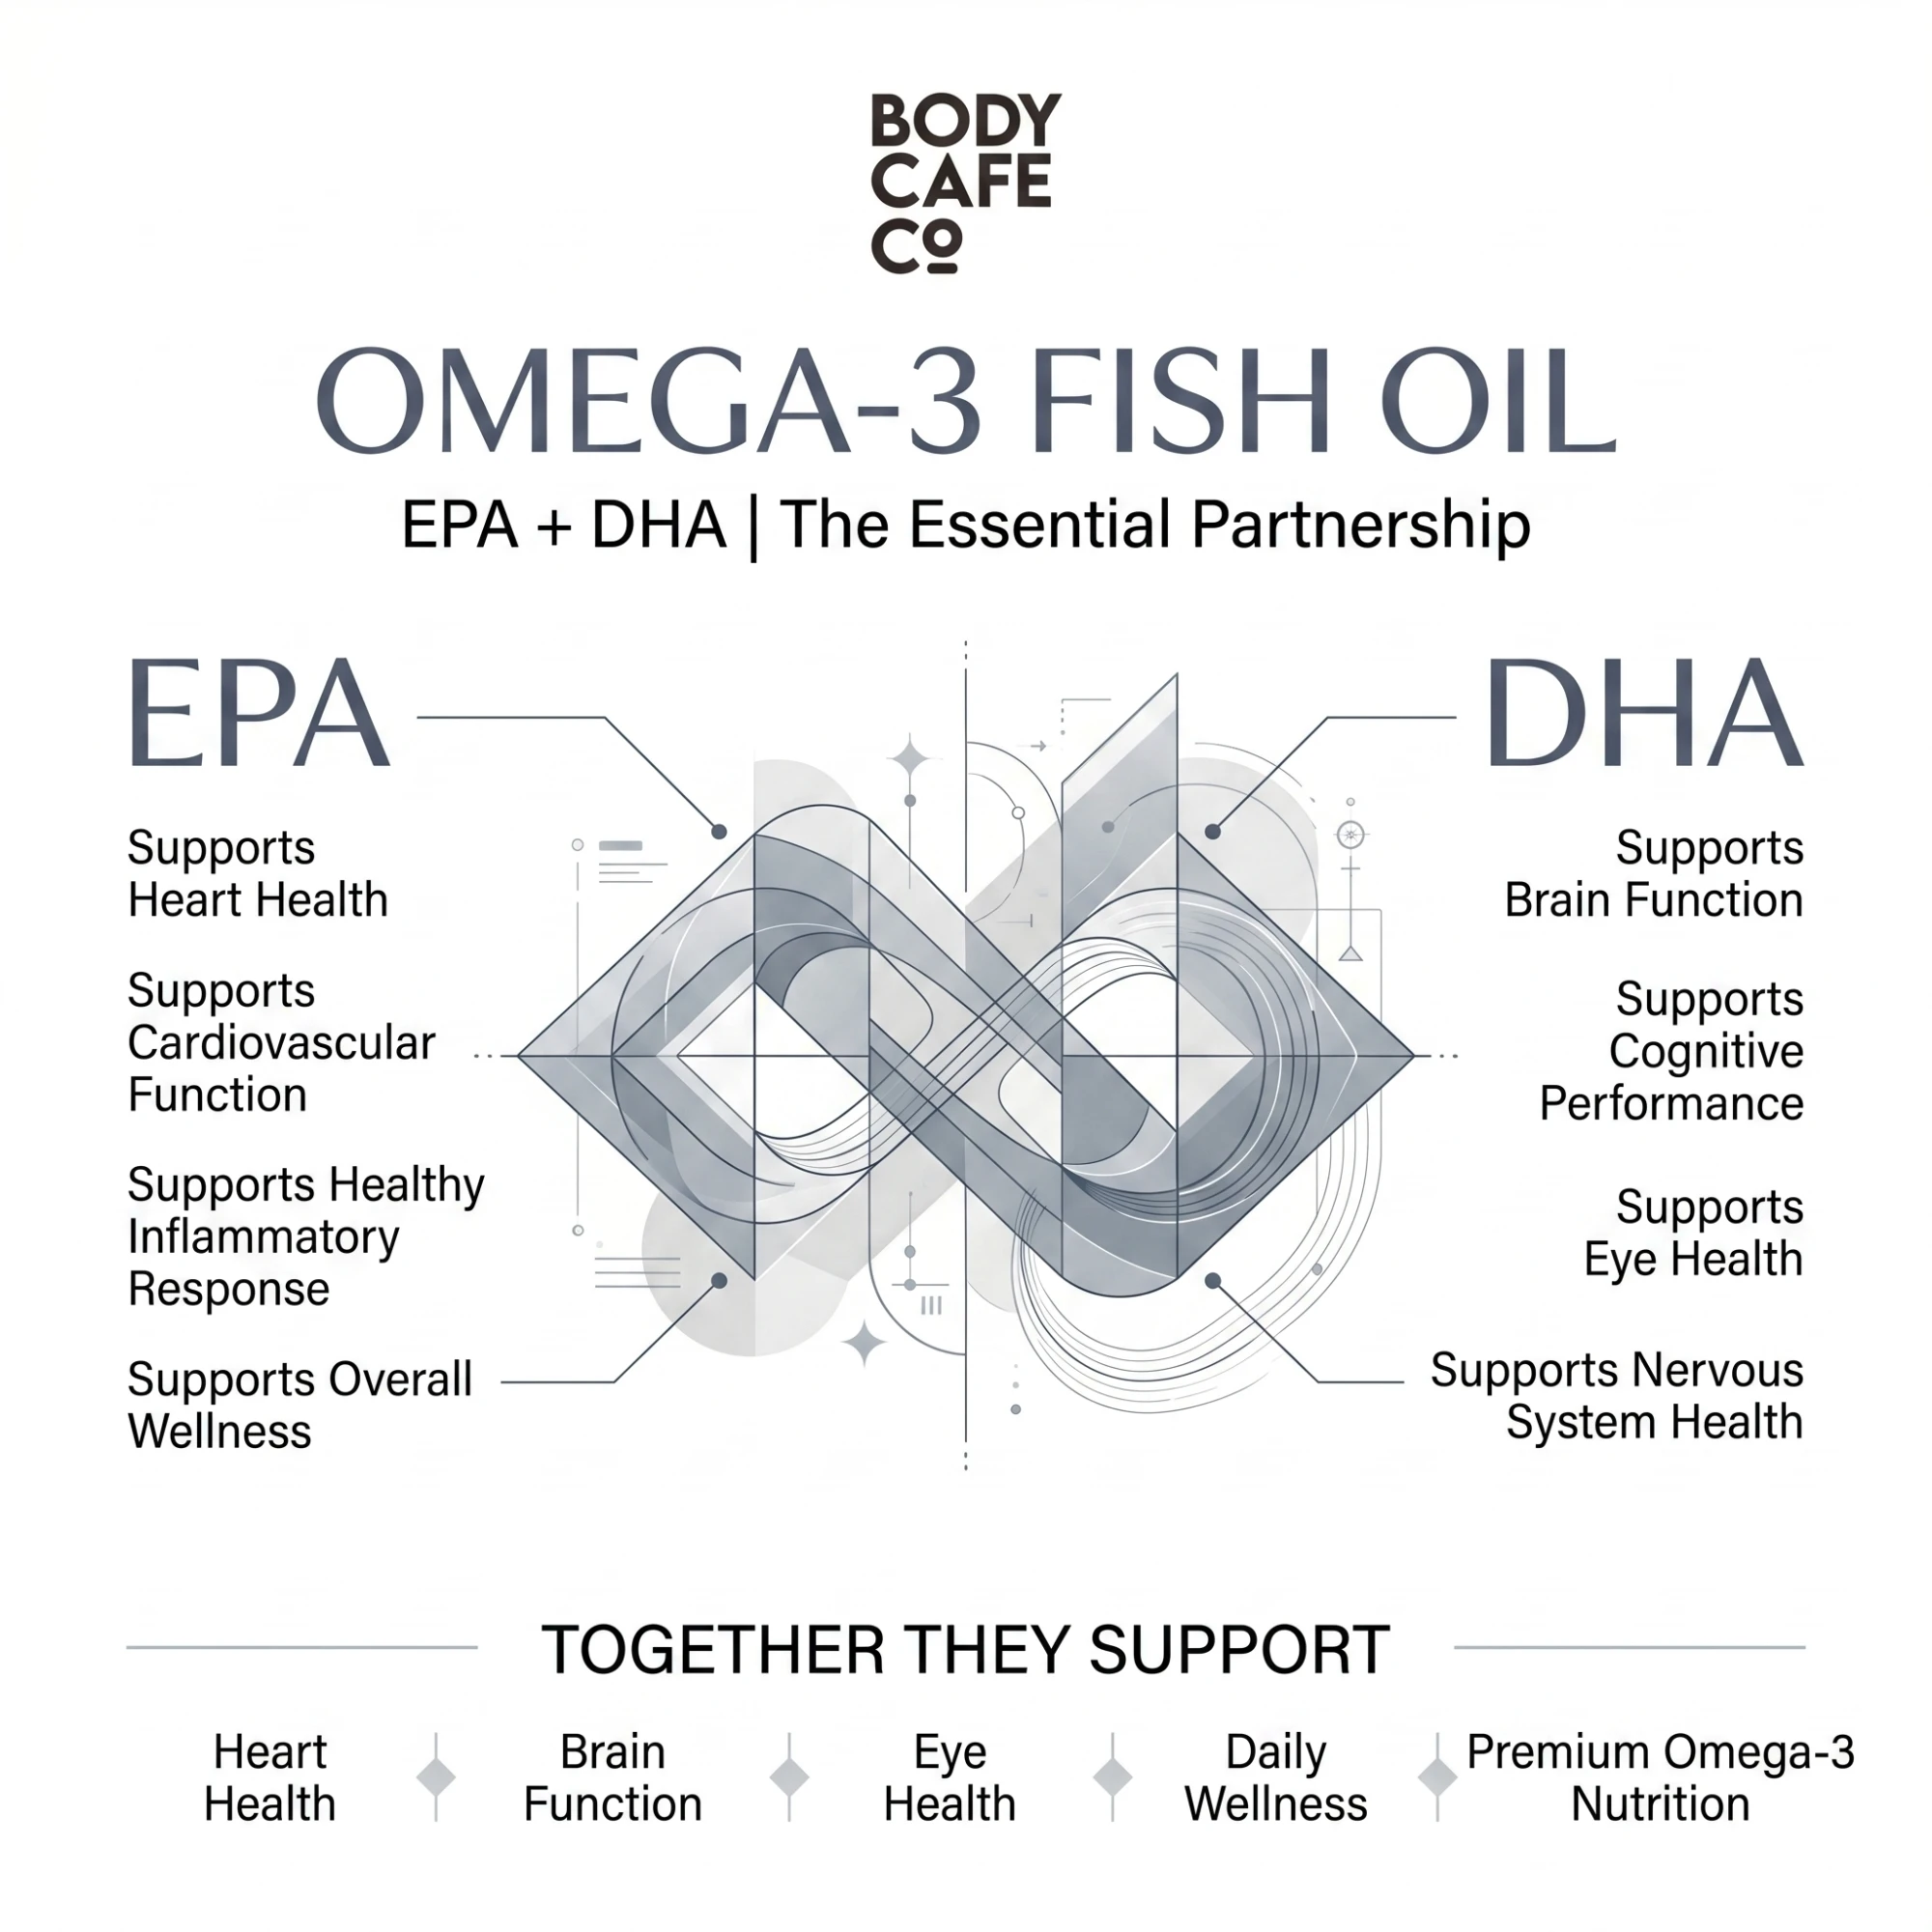 BODY
CAFE
Co
OMEGA-3 FISH OIL
EPA + DHA | The Essential Partnership
EPA
Supports
Heart Health
Supports
Cardiovascular
Function
Supports Healthy
Inflammatory
Response
Supports Overall
Wellness
DHA
Supports
Brain Function
Supports
Cognitive
Performance
Supports
Eye Health
Supports Nervous
System Health
TOGETHER THEY SUPPORT
Heart
Health
Brain
Function
Eye
Health
Daily
Wellness
Premium Omega-3
Nutrition